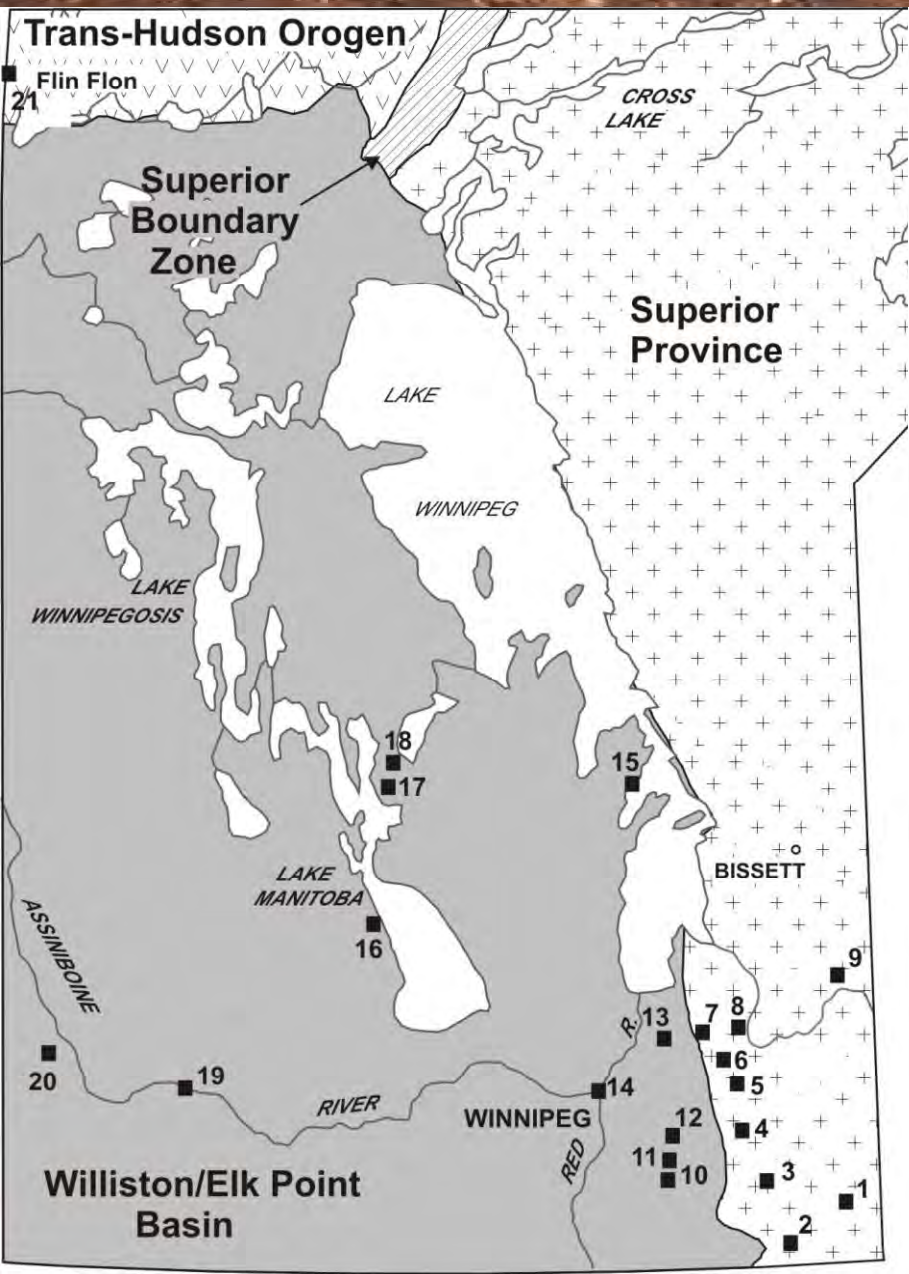 Trans-Hudson Orogen
Flin Flon
21
CROSS
LAKE
Superior
Boundary
Zone
Superior
Province
LAKE
WINNIPEG
LAKE
WINNIPEGOSIS
18
17
15
BISSETT
LAKE
MANITOBA
16
ASSINIBOINE
9
R.
13
7
8
6
5
20
19
RIVER
14
WINNIPEG
RED
12
4
11
10
3
1
2
Williston/Elk Point
Basin